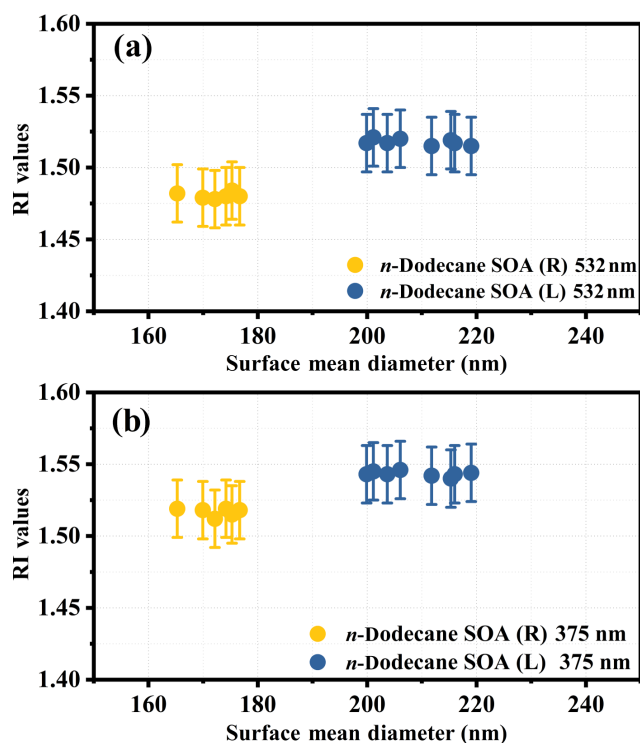 (a)
1.60
1.55
1.50
1.45
1.40
RI values
n-Dodecane SOA (R) 532 nm
n-Dodecane SOA (L) 532 nm
160 180 200 220 240
Surface mean diameter (nm)
(b)
1.60
1.55
1.50
1.45
1.40
RI values
n-Dodecane SOA (R) 375 nm
n-Dodecane SOA (L) 375 nm
160 180 200 220 240
Surface mean diameter (nm)